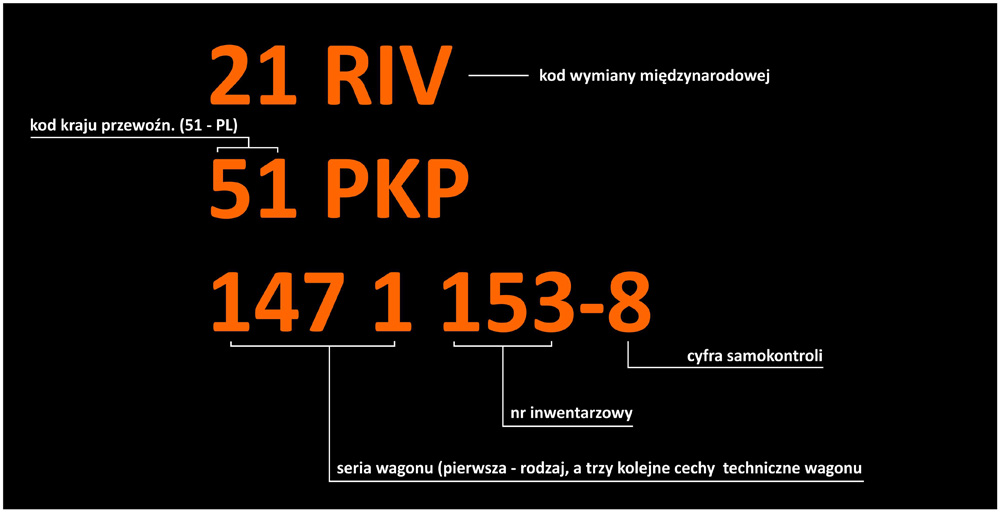 21 RIV
kod wymiany międzynarodowej
kod kraju przewoźn. (51 - PL)
51 PKP
147 1 153-8
cyfra samokontroli
nr inwentarzowy
seria wagonu (pierwsza - rodzaj, a trzy kolejne cechy techniczne wagonu